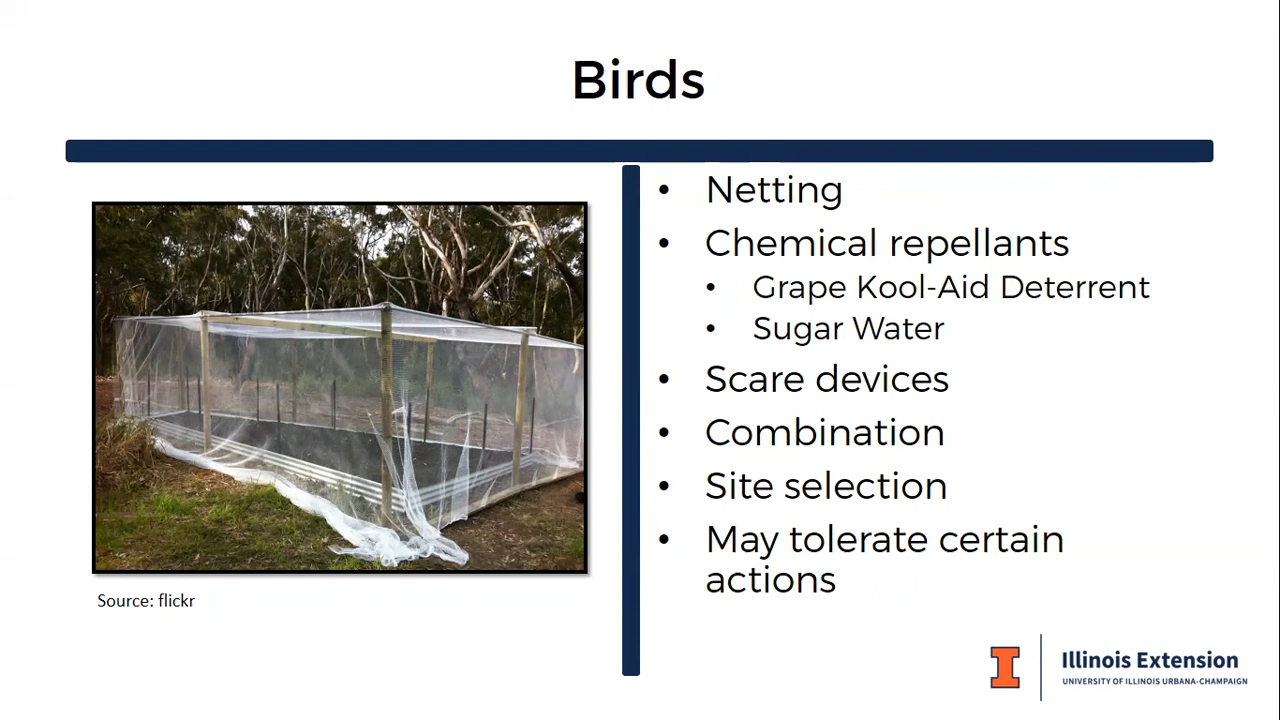 Birds
• Netting
• Chemical repellants
• Grape Kool-Aid Deterrent
• Sugar Water
• Scare devices
• Combination
• Site selection
• May tolerate certain
actions
Source: flickr
I
Illinois Extension
UNIVERSITY OF ILLINOIS URBANA-CHAMPAIGN